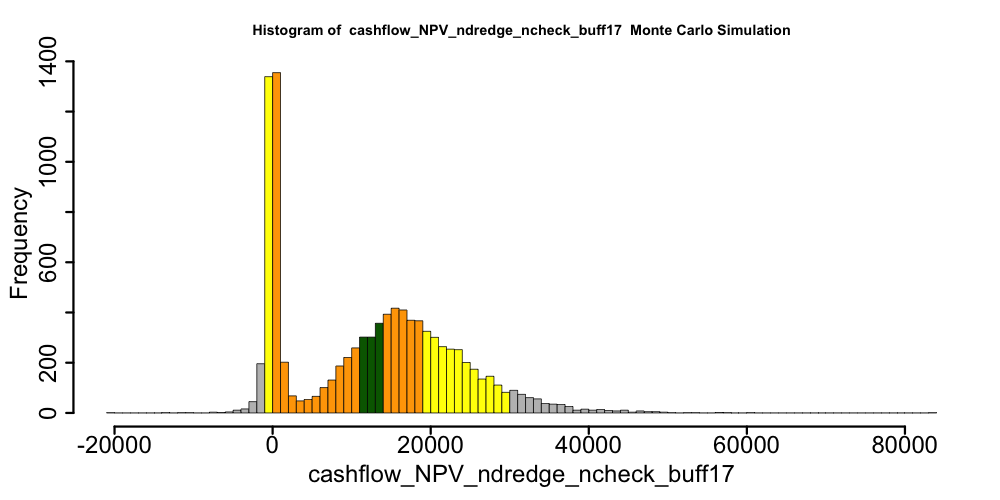 Histogram of cashflow_NPV_ndredge_ncheck_buff17 Monte Carlo Simulation
1400
1000
600
200
0
Frequency
-20000 0 20000 40000 60000 80000
cashflow_NPV_ndredge_ncheck_buff17